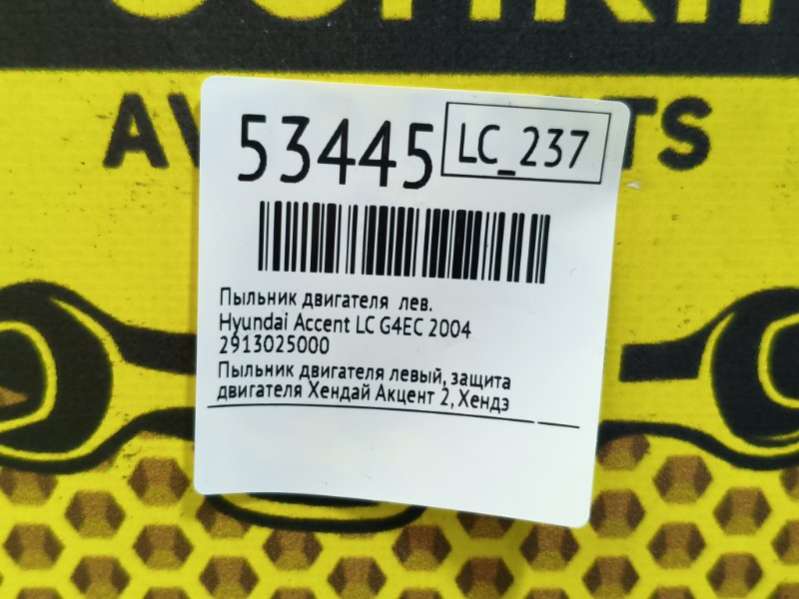 53445
LC_237
Пыльник двигателя лев.
Hyundai Accent LC G4EC 2004
2913025000
Пыльник двигателя левый, защита
двигателя Хендай Акцент 2, Хендэ